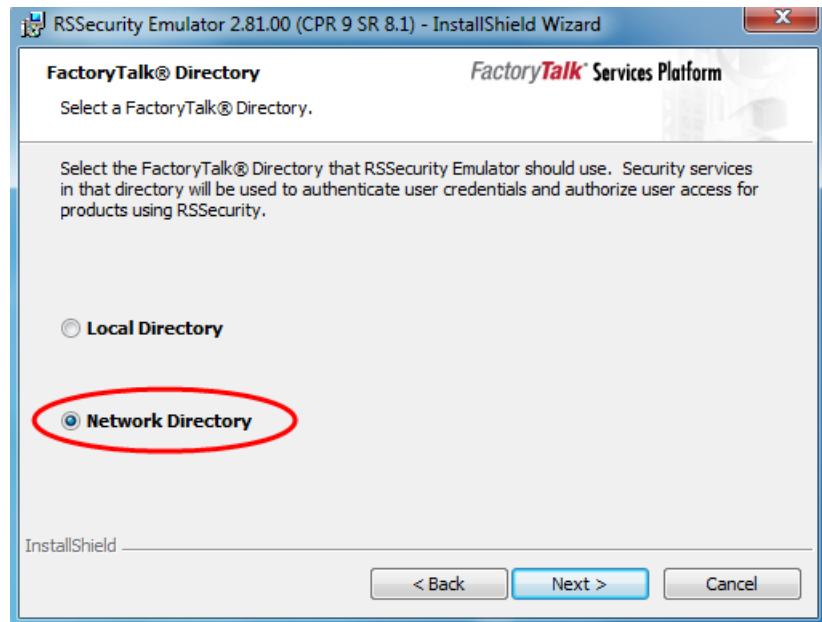 RSSecurity Emulator 2.81.00 (CPR 9 SR 8.1) - InstallShield Wizard
FactoryTalk® Directory
FactoryTalk® Services Platform
Select a FactoryTalk® Directory.
Select the FactoryTalk® Directory that RSSecurity Emulator should use. Security services
in that directory will be used to authenticate user credentials and authorize user access for
products using RSSecurity.
Local Directory
Network Directory
InstallShield
< Back Next > Cancel